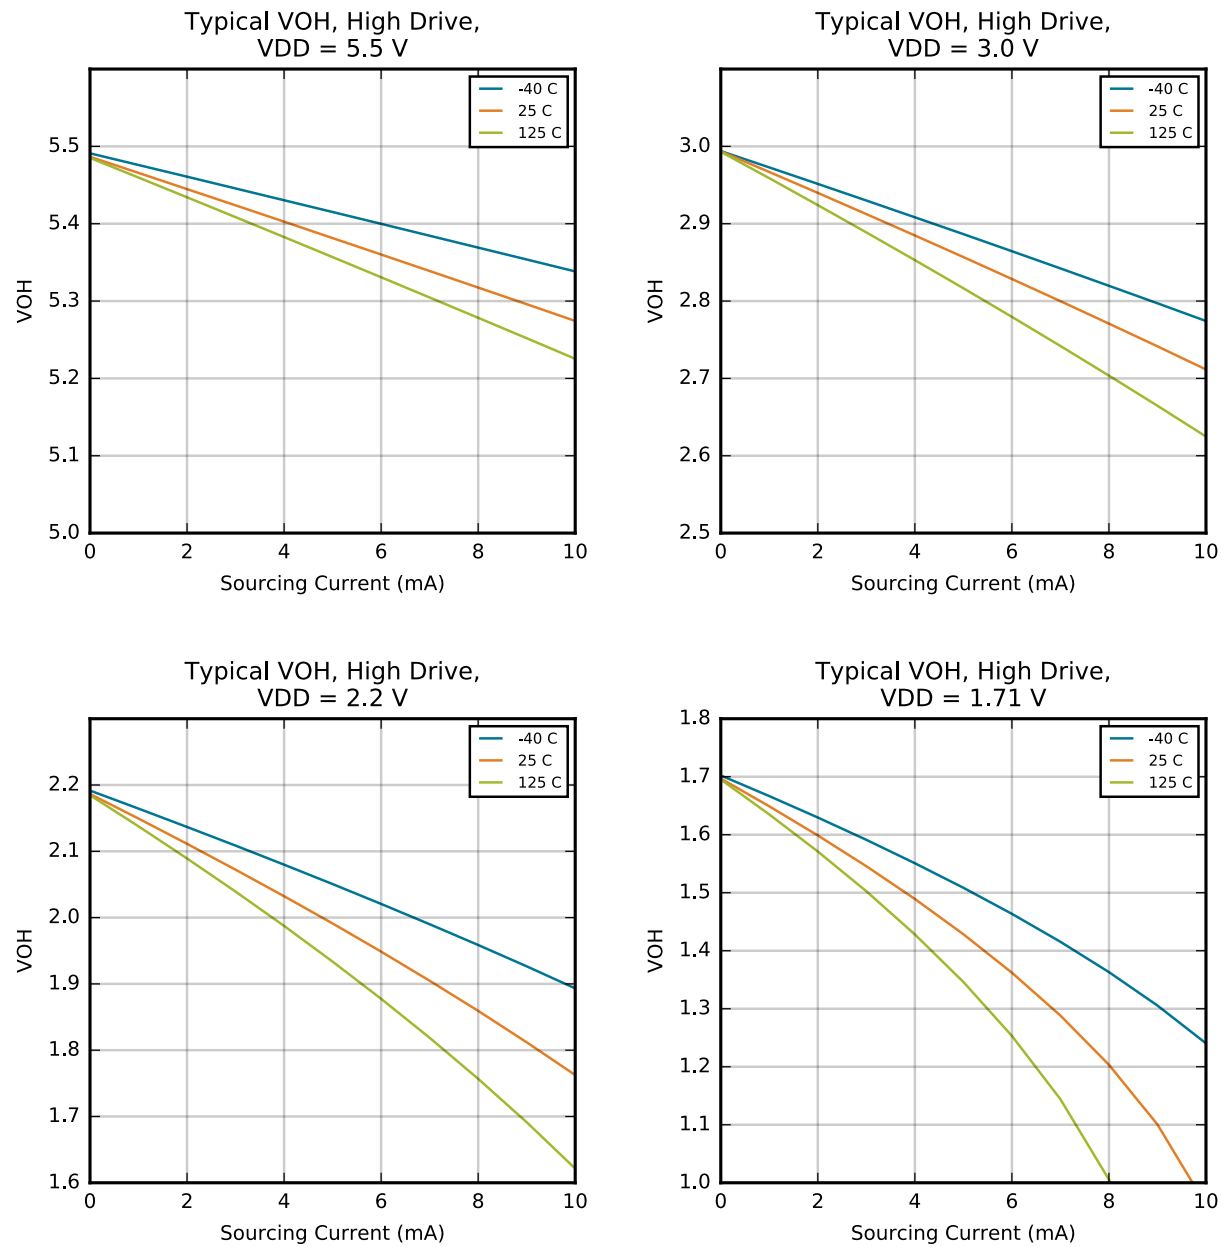 Typical VOH, High Drive,
VDD = 5.5 V
-40 C
25 C
125 C
5.5
5.4
5.3
5.2
5.1
5.0
VOH
0 2 4 6 8 10
Sourcing Current (mA)
Typical VOH, High Drive,
VDD = 3.0 V
-40 C
25 C
125 C
3.0
2.9
2.8
2.7
2.6
2.5
VOH
0 2 4 6 8 10
Sourcing Current (mA)
Typical VOH, High Drive,
VDD = 2.2 V
-40 C
25 C
125 C
2.2
2.1
2.0
1.9
1.8
1.7
1.6
VOH
0 2 4 6 8 10
Sourcing Current (mA)
Typical VOH, High Drive,
VDD = 1.71 V
-40 C
25 C
125 C
1.8
1.7
1.6
1.5
1.4
1.3
1.2
1.1
1.0
VOH
0 2 4 6 8 10
Sourcing Current (mA)